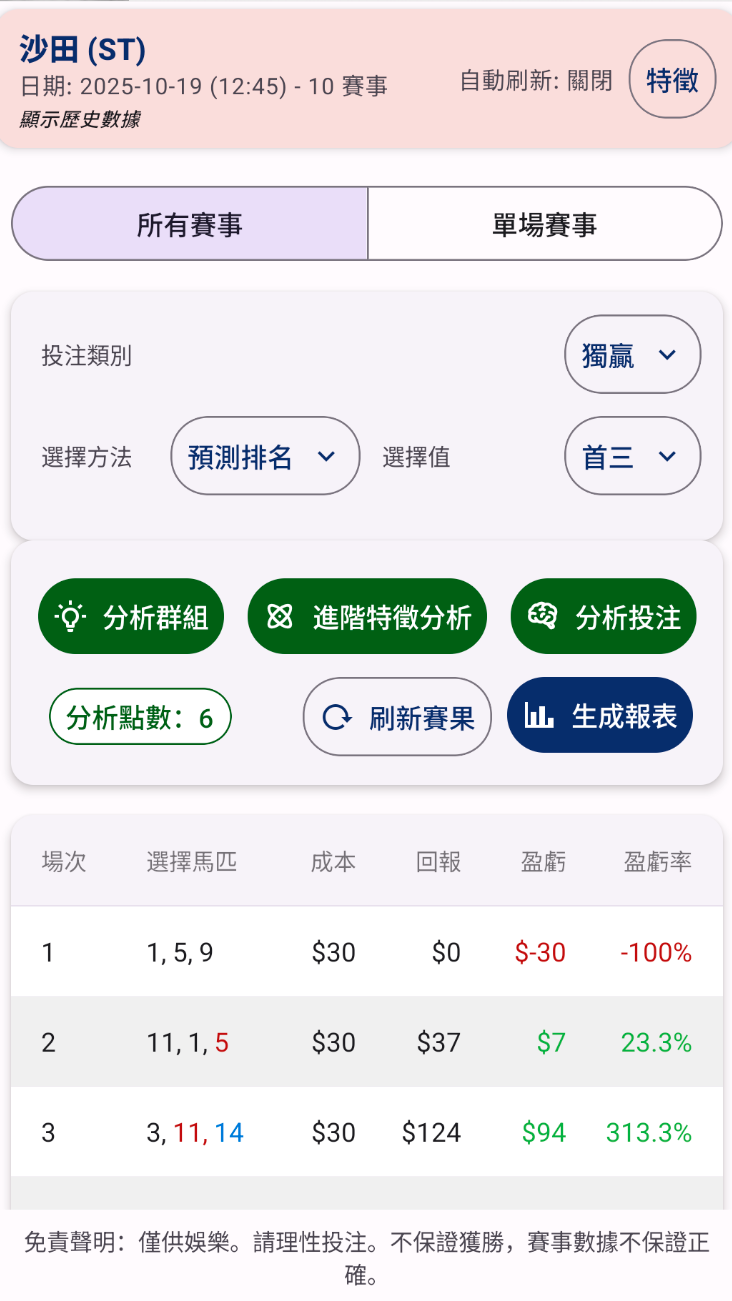 沙田 (ST)
日期: 2025-10-19 (12:45) - 10 賽事
顯示歷史數據
自動刷新: 關閉
特徵
所有賽事
單場賽事
投注類別
獨贏
選擇方法
預測排名
選擇值
首三
分析群組
進階特徵分析
分析投注
分析點數：6
刷新賽果
生成報表
場次 選擇馬匹 成本 回報 盈虧 盈虧率
1 1, 5, 9 $30 $0 $-30 -100%
2 11, 1, 5 $30 $37 $7 23.3%
3 3, 11, 14 $30 $124 $94 313.3%
免責聲明：僅供娛樂。請理性投注。不保證獲勝，賽事數據不保證正
確。